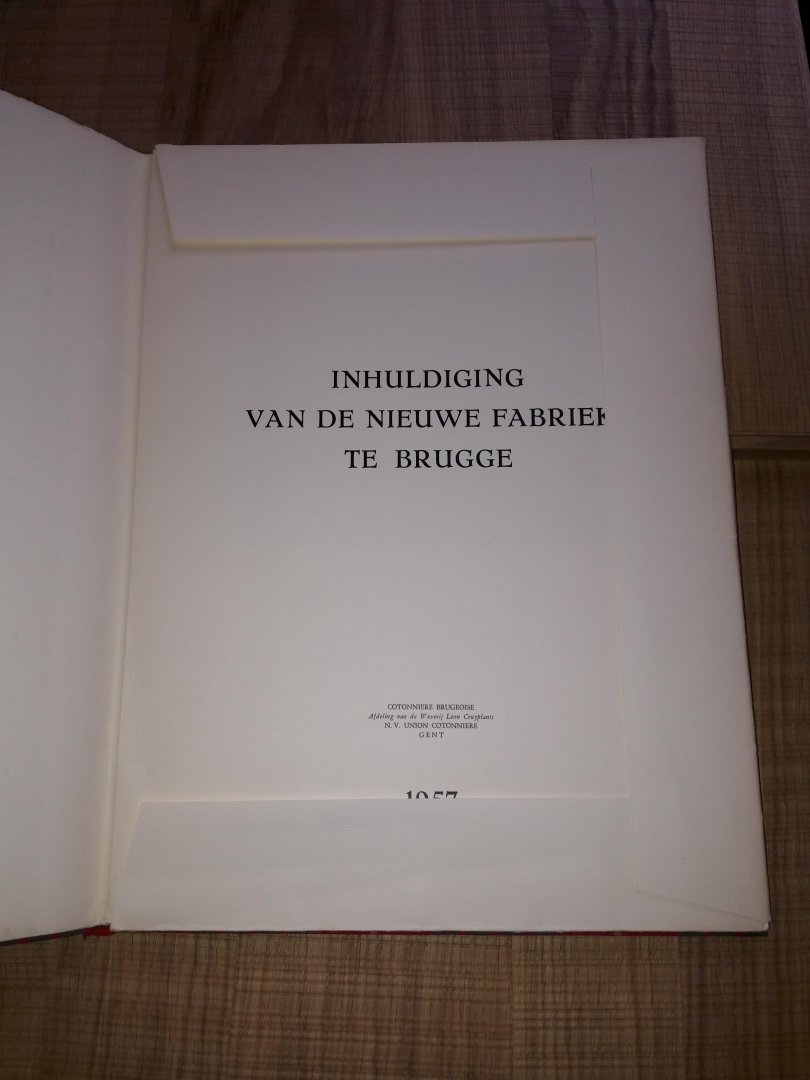 INHULDIGING
VAN DE NIEUWE FABRIEK
TE BRUGGE
COTONNIERE BRUGEOISE
Afdeling van de Weverij Leon Cruyplants
N. V. UNION COTONNIERE
GENT
1957